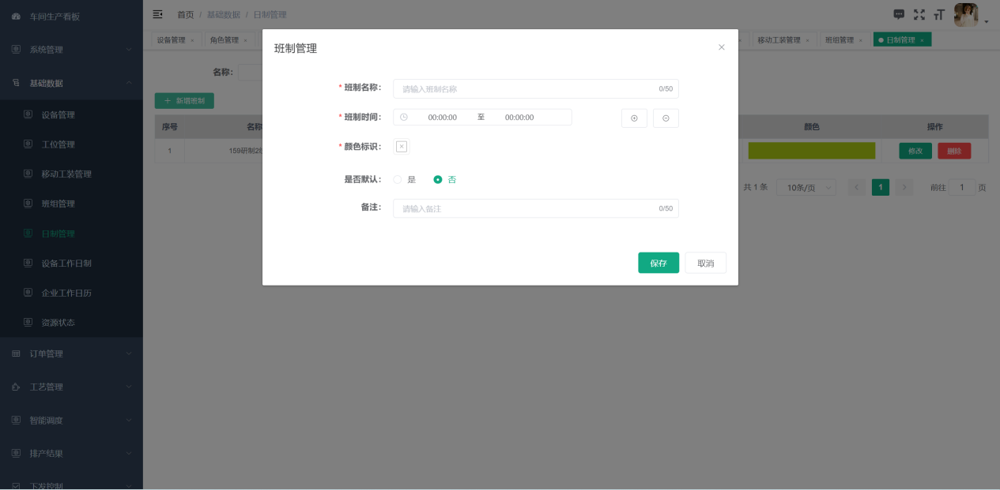 车间生产看板
首页 / 基础数据 / 日制管理
设备管理 ×
角色管理 ×
移动工装管理 ×
班组管理 ×
日制管理 ×
系统管理
基础数据
设备管理
工位管理
移动工装管理
班组管理
日制管理
设备工作日制
企业工作日历
资源状态
订单管理
工艺管理
智能调度
排产结果
下发控制
名称:
+ 新增班制
序号 名称 颜色 操作
1 159研制2 修改 删除
共 1 条 10条/页 < 1 > 前往 1 页
班制管理 ×
* 班制名称: 请输入班制名称 0/50
* 班制时间: 00:00:00 至 00:00:00
* 颜色标识:
是否默认: 是 否
备注: 请输入备注 0/50
保存 取消